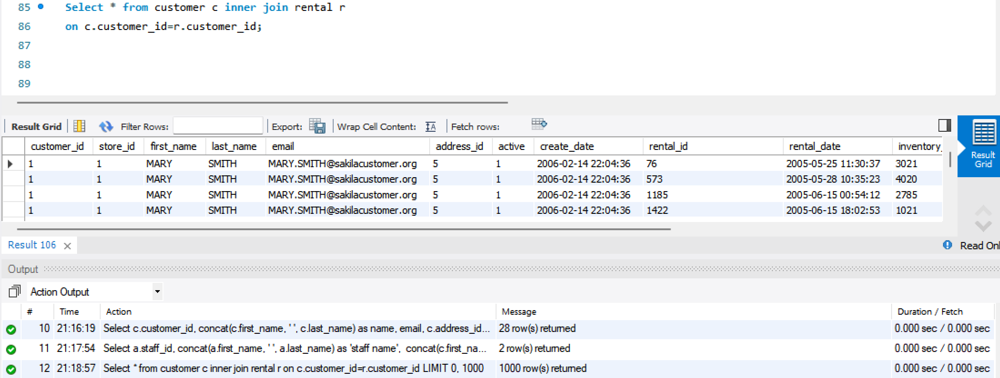 85 Select * from customer c inner join rental r
86 on c.customer_id=r.customer_id;
87
88
89
Result Grid Filter Rows: Export: Wrap Cell Content: Fetch rows:
customer_id store_id first_name last_name email address_id active create_date rental_id rental_date inventory_
1 1 MARY SMITH MARY.SMITH@sakilacustomer.org 5 1 2006-02-14 22:04:36 76 2005-05-25 11:30:37 3021
1 1 MARY SMITH MARY.SMITH@sakilacustomer.org 5 1 2006-02-14 22:04:36 573 2005-05-28 10:35:23 4020
1 1 MARY SMITH MARY.SMITH@sakilacustomer.org 5 1 2006-02-14 22:04:36 1185 2005-06-15 00:54:12 2785
1 1 MARY SMITH MARY.SMITH@sakilacustomer.org 5 1 2006-02-14 22:04:36 1422 2005-06-15 18:02:53 1021
Result
Grid
Result 106 Read Onl
Output
Action Output
# Time Action Message Duration / Fetch
10 21:16:19 Select c.customer_id, concat(c.first_name, ' ', c.last_name) as name, email, c.address_id... 28 row(s) returned 0.000 sec / 0.000 sec
11 21:17:54 Select a.staff_id, concat(a.first_name, ' ', a.last_name) as 'staff name", concat(c.first_na... 2 row(s) returned 0.000 sec / 0.000 sec
12 21:18:57 Select * from customer c inner join rental r on c.customer_id=r.customer_id LIMIT 0, 1000 1000 row(s) returned 0.000 sec / 0.000 sec